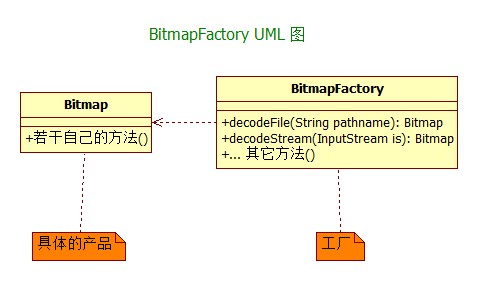 BitmapFactory UML 图
Bitmap
+若干自己的方法()
BitmapFactory
+decodeFile(String pathname): Bitmap
+decodeStream(InputStream is): Bitmap
+... 其它方法()
具体的产品
工厂